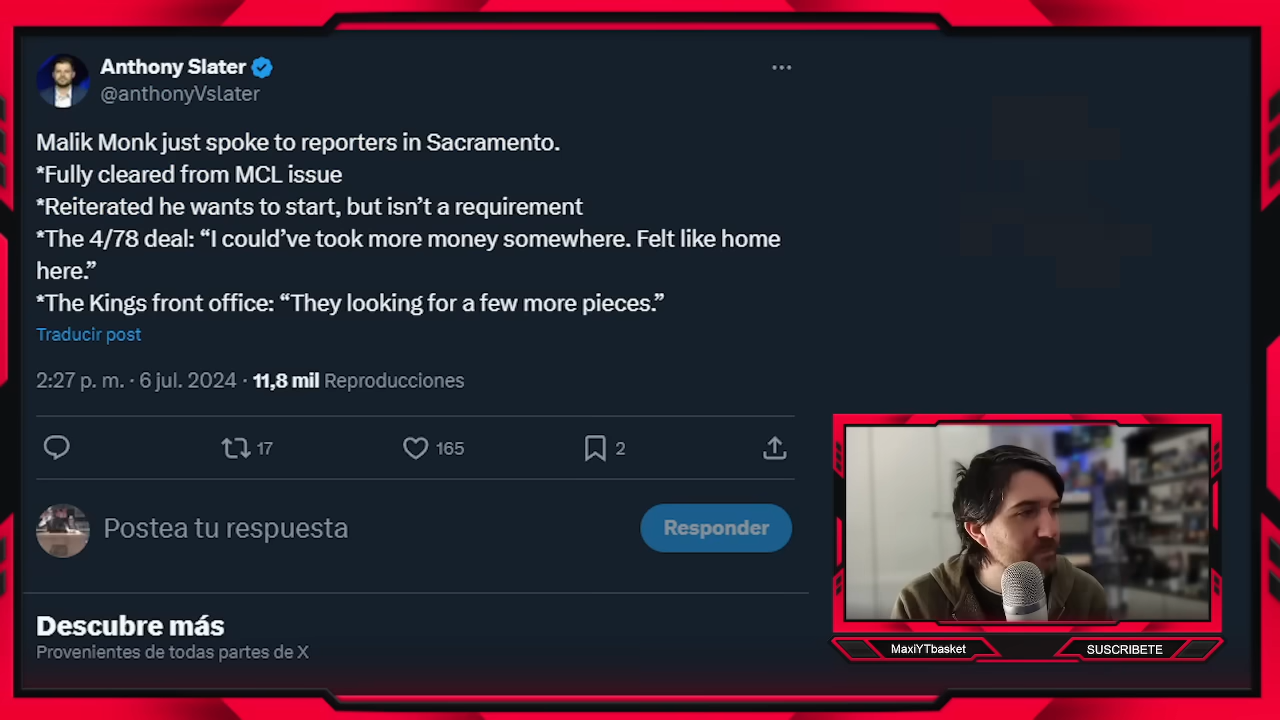 Anthony Slater
@anthonyVslater
Malik Monk just spoke to reporters in Sacramento.
*Fully cleared from MCL issue
*Reiterated he wants to start, but isn’t a requirement
*The 4/78 deal: “I could’ve took more money somewhere. Felt like home
here.”
*The Kings front office: “They looking for a few more pieces.”
Traducir post
2:27 p. m. · 6 jul. 2024 · 11,8 mil Reproducciones
17 165 2
Postea tu respuesta
Responder
Descubre más
Provenientes de todas partes de X
MaxiYTbasket
SUSCRIBETE